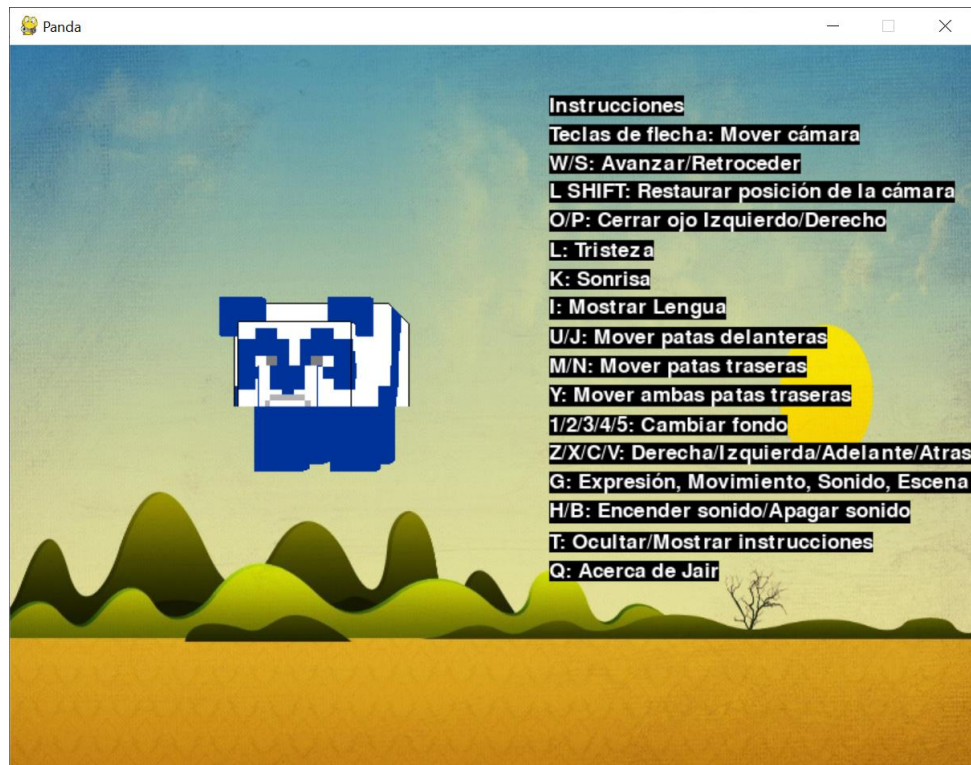 Panda
Instrucciones
Teclas de flecha: Mover cámara
W/S: Avanzar/Retroceder
L SHIFT: Restaurar posición de la cámara
O/P: Cerrar ojo Izquierdo/Derecho
L: Tristeza
K: Sonrisa
I: Mostrar Lengua
U/J: Mover patas delanteras
M/N: Mover patas traseras
Y: Mover ambas patas traseras
1/2/3/4/5: Cambiar fondo
Z/X/C/V: Derecha/Izquierda/Adelante/Atras
G: Expresión, Movimiento, Sonido, Escena
H/B: Encender sonido/Apagar sonido
T: Ocultar/Mostrar instrucciones
Q: Acerca de Jair